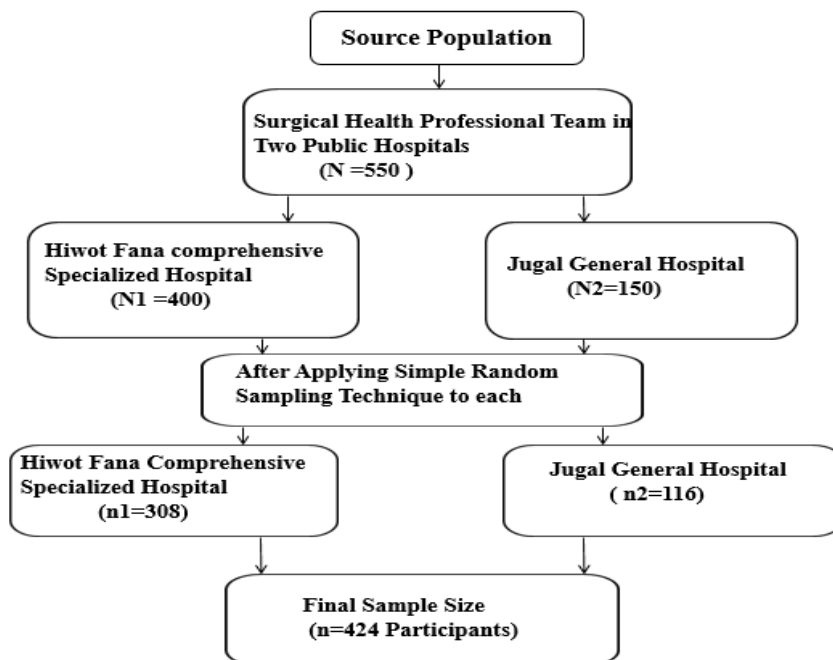 Source Population
Surgical Health Professional Team in
Two Public Hospitals
(N =550 )
Hiwot Fana comprehensive
Specialized Hospital
(N1 =400)
Jugal General Hospital
(N2=150)
After Applying Simple Random
Sampling Technique to each
Hiwot Fana Comprehensive
Specialized Hospital
(n1=308)
Jugal General Hospital
( n2=116)
Final Sample Size
(n=424 Participants)